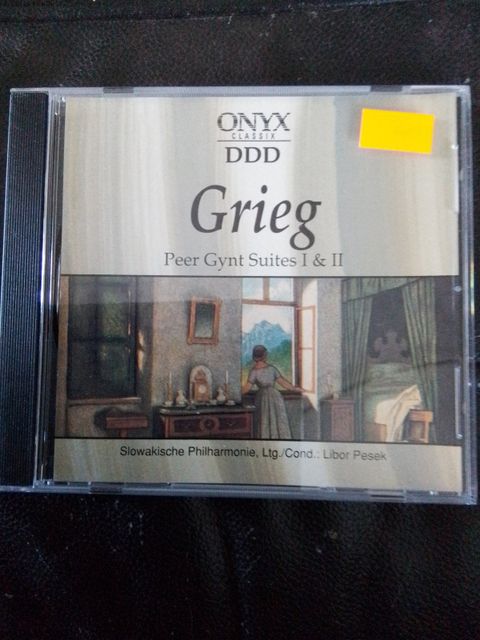 ONYX
CLASSIX
DDD
Grieg
Peer Gynt Suites I & II
Slowakische Philharmonie, Ltg./Cond.: Libor Pesek